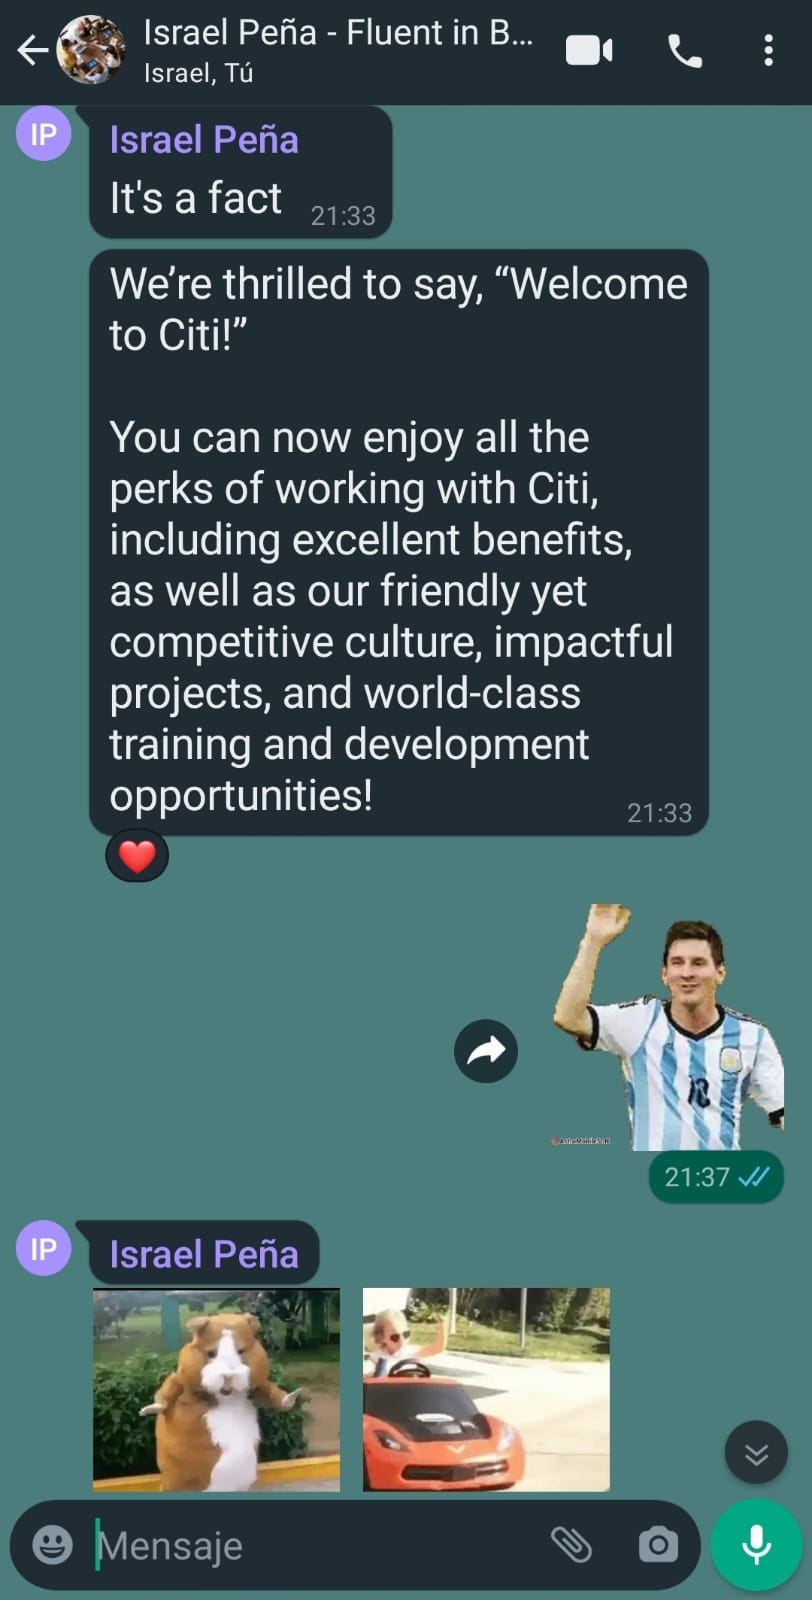 Israel Peña - Fluent in B...
Israel, Tú
IP
Israel Peña
It's a fact
21:33
We’re thrilled to say, “Welcome
to Citi!”
You can now enjoy all the
perks of working with Citi,
including excellent benefits,
as well as our friendly yet
competitive culture, impactful
projects, and world-class
training and development
opportunities!
21:33
10
21:37
IP
Israel Peña
Mensaje